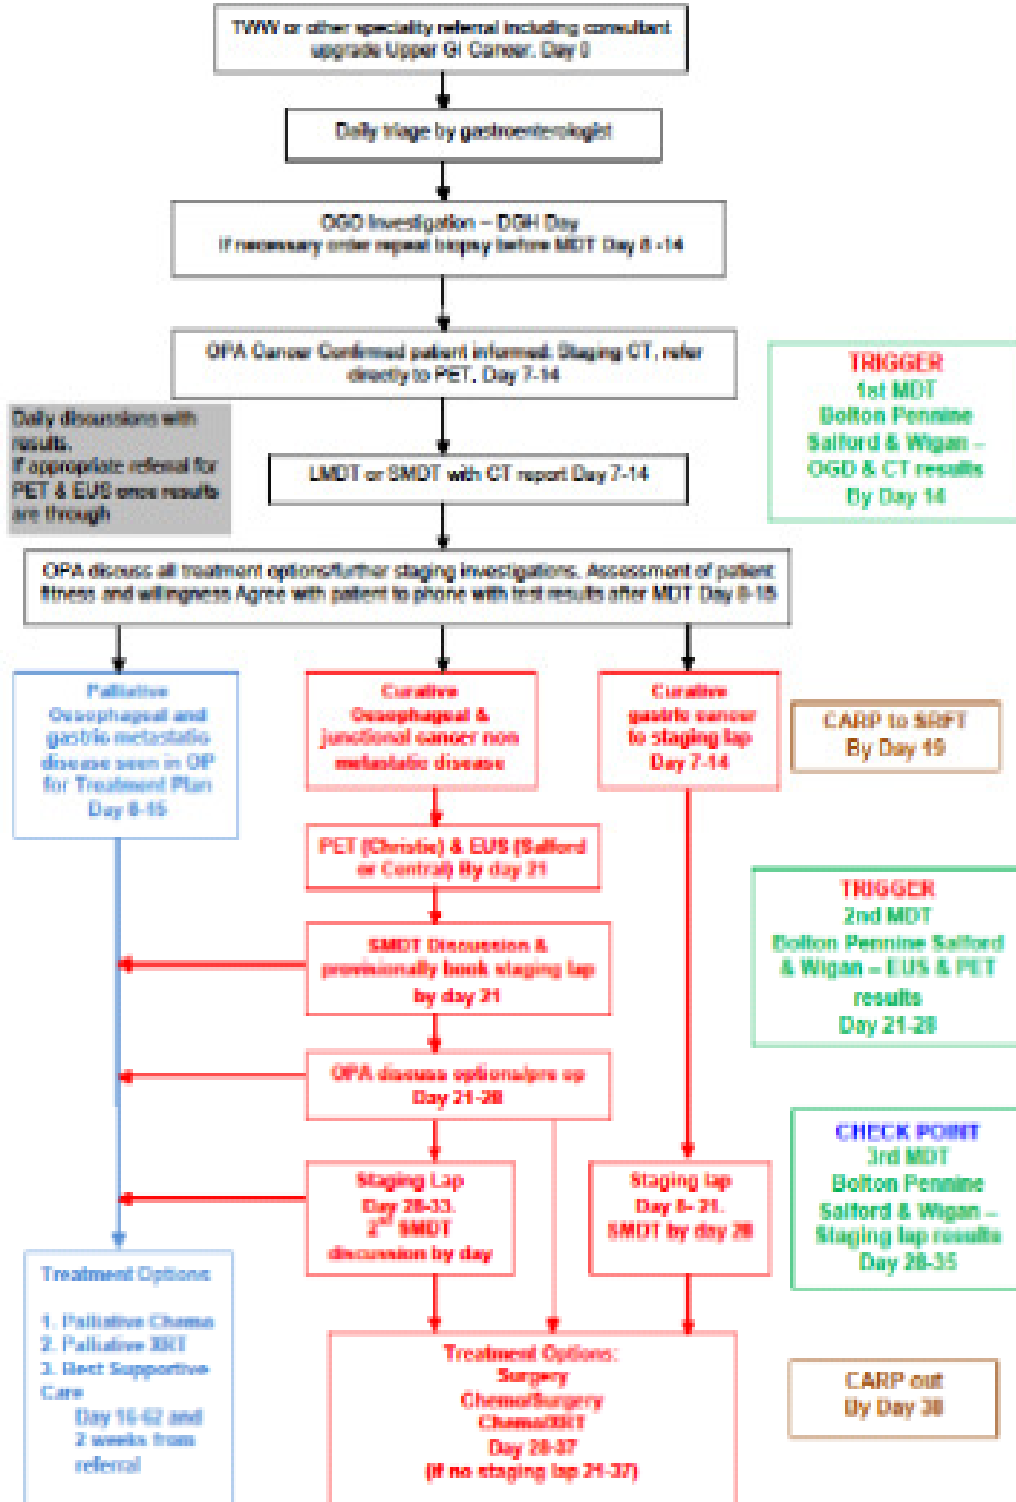 TWW or other speciality referral including consultant
upgrade Upper GI Cancer. Day 0
Daily triage by gastroenterologist
OGD Investigation – DGH Day
If necessary order repeat biopsy before MDT Day 8 -14
OPA Cancer Confirmed patient informed: Staging CT, refer
directly to PET. Day 7-14
TRIGGER
1st MDT
Bolton Pennine
Salford & Wigan –
OGD & CT results
By Day 14
Daily discussions with
results.
If appropriate referral for
PET & EUS once results
are through
LMDT or SMDT with CT report Day 7-14
OPA discuss all treatment options/further staging investigations. Assessment of patient
fitness and willingness Agree with patient to phone with test results after MDT Day 8-15
Palliative
Oesophageal and
gastric metastatic
disease seen in OP
for Treatment Plan
Day 8-15
Curative
Oesophageal &
junctional cancer non
metastatic disease
Curative
gastric cancer
to staging lap
Day 7-14
CARP to SRFT
By Day 19
PET (Christie) & EUS (Salford
or Central) By day 21
TRIGGER
2nd MDT
Bolton Pennine Salford
& Wigan – EUS & PET
results
Day 21-28
SMDT Discussion &
provisionally book staging lap
by day 21
OPA discuss options/pre op
Day 21-28
CHECK POINT
3rd MDT
Bolton Pennine
Salford & Wigan –
Staging lap results
Day 28-35
Staging Lap
Day 28-33.
2nd SMDT
discussion by day
Staging lap
Day 8- 21.
SMDT by day 28
Treatment Options
1. Palliative Chemo
2. Palliative XRT
3. Best Supportive
Care
Day 16-62 and
2 weeks from
referral
Treatment Options:
Surgery
Chemo/Surgery
Chemo/XRT
Day 28-37
(if no staging lap 21-37)
CARP out
By Day 38